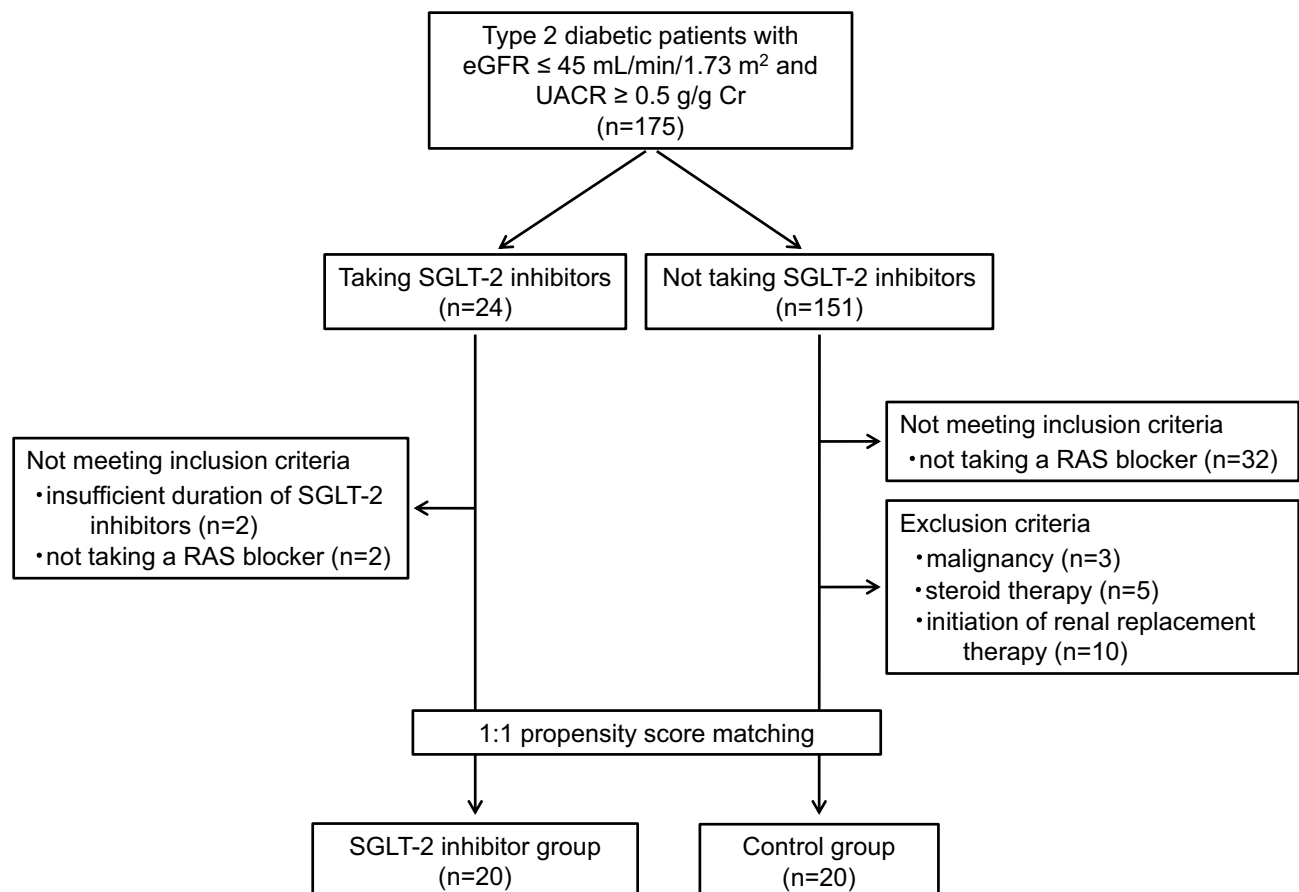 Type 2 diabetic patients with
eGFR ≤ 45 mL/min/1.73 m² and
UACR ≥ 0.5 g/g Cr
(n=175)
Taking SGLT-2 inhibitors
(n=24)
Not taking SGLT-2 inhibitors
(n=151)
Not meeting inclusion criteria
・insufficient duration of SGLT-2
inhibitors (n=2)
・not taking a RAS blocker (n=2)
Not meeting inclusion criteria
・not taking a RAS blocker (n=32)
Exclusion criteria
・malignancy (n=3)
・steroid therapy (n=5)
・initiation of renal replacement
therapy (n=10)
1:1 propensity score matching
SGLT-2 inhibitor group
(n=20)
Control group
(n=20)